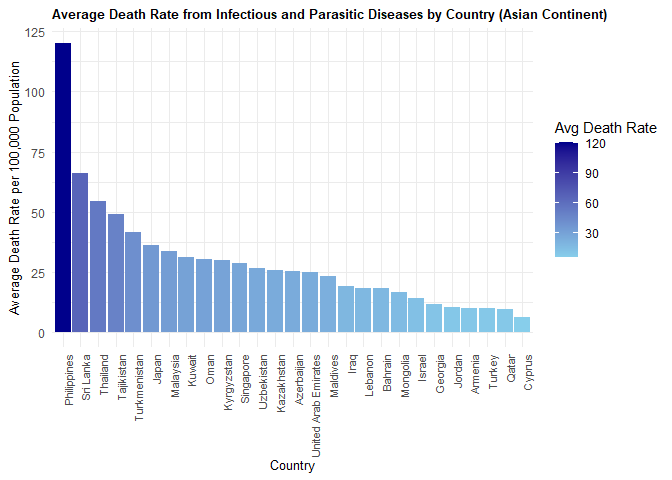 Average Death Rate from Infectious and Parasitic Diseases by Country (Asian Continent)
Average Death Rate per 100,000 Population
125
100
75
50
25
0
Philippines
Sri Lanka
Thailand
Tajikistan
Turkmenistan
Japan
Malaysia
Kuwait
Oman
Kyrgyzstan
Singapore
Uzbekistan
Kazakhstan
Azerbaijan
United Arab Emirates
Maldives
Iraq
Lebanon
Bahrain
Mongolia
Israel
Georgia
Jordan
Armenia
Turkey
Qatar
Cyprus
Country
Avg Death Rate
120
90
60
30